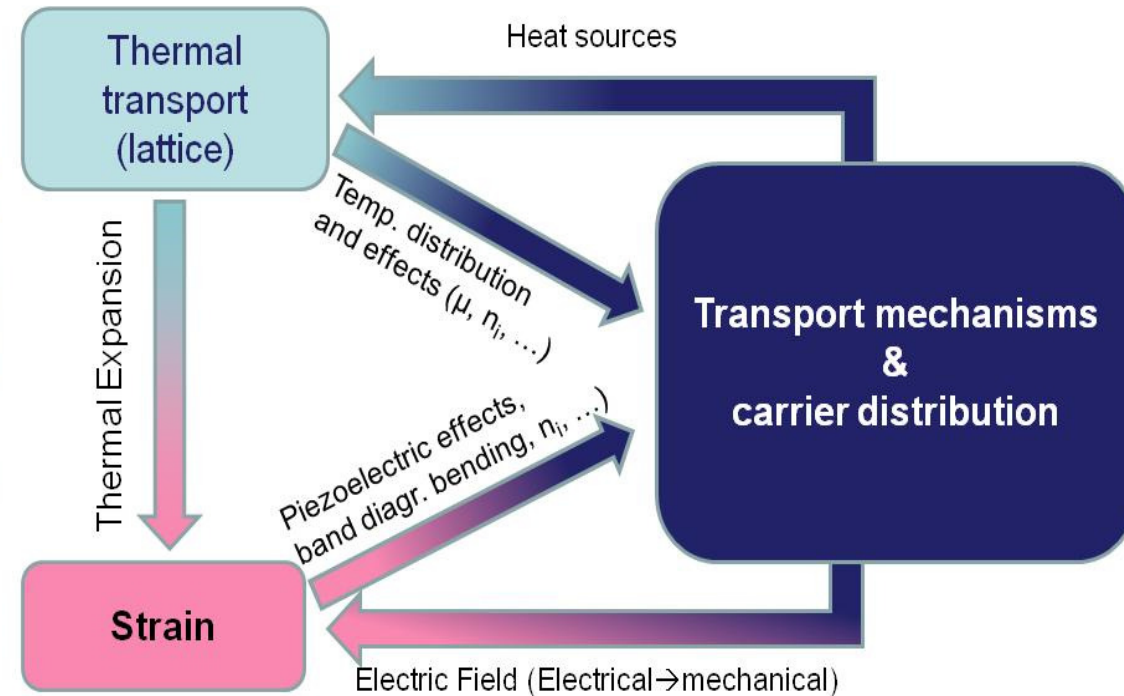 Thermal
transport
(lattice)
Heat sources
Temp. distribution
and effects (μ, nᵢ, ...)
Transport mechanisms
&
carrier distribution
Thermal Expansion
Piezoelectric effects,
band diagr. bending, nᵢ, ...)
Strain
Electric Field (Electrical→mechanical)